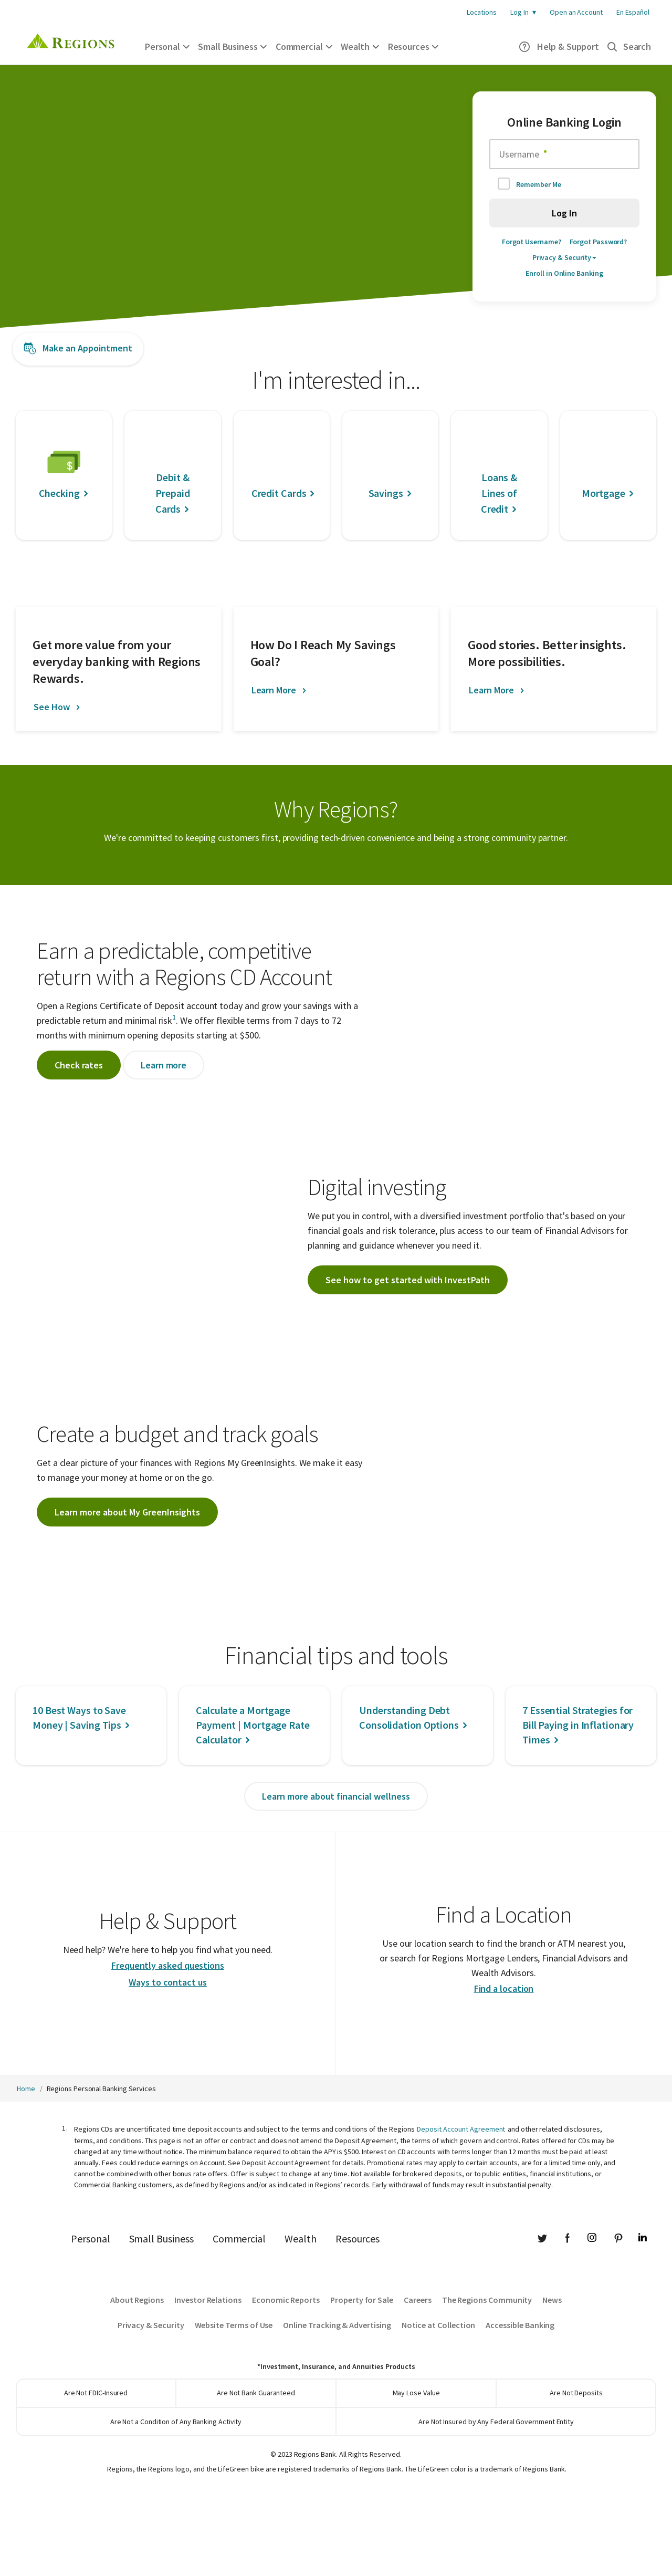 Locations Log In ▼ Open an Account En Español
REGIONS
Personal Small Business Commercial Wealth Resources Help & Support Search
Online Banking Login
Username *
Remember Me
Log In
Forgot Username? Forgot Password?
Privacy & Security
Enroll in Online Banking
Make an Appointment
I'm interested in...
$
Checking
Debit &
Prepaid
Cards
Credit Cards
Savings
Loans &
Lines of
Credit
Mortgage
Get more value from your
everyday banking with Regions
Rewards.
See How
How Do I Reach My Savings
Goal?
Learn More
Good stories. Better insights.
More possibilities.
Learn More
Why Regions?
We're committed to keeping customers first, providing tech-driven convenience and being a strong community partner.
Earn a predictable, competitive
return with a Regions CD Account
Open a Regions Certificate of Deposit account today and grow your savings with a
predictable return and minimal risk1. We offer flexible terms from 7 days to 72
months with minimum opening deposits starting at $500.
Check rates Learn more
Digital investing
We put you in control, with a diversified investment portfolio that's based on your
financial goals and risk tolerance, plus access to our team of Financial Advisors for
planning and guidance whenever you need it.
See how to get started with InvestPath
Create a budget and track goals
Get a clear picture of your finances with Regions My GreenInsights. We make it easy
to manage your money at home or on the go.
Learn more about My GreenInsights
Financial tips and tools
10 Best Ways to Save
Money | Saving Tips
Calculate a Mortgage
Payment | Mortgage Rate
Calculator
Understanding Debt
Consolidation Options
7 Essential Strategies for
Bill Paying in Inflationary
Times
Learn more about financial wellness
Help & Support
Need help? We're here to help you find what you need.
Frequently asked questions
Ways to contact us
Find a Location
Use our location search to find the branch or ATM nearest you,
or search for Regions Mortgage Lenders, Financial Advisors and
Wealth Advisors.
Find a location
Home / Regions Personal Banking Services
1. Regions CDs are uncertificated time deposit accounts and subject to the terms and conditions of the Regions Deposit Account Agreement and other related disclosures,
terms, and conditions. This page is not an offer or contract and does not amend the Deposit Agreement, the terms of which govern and control. Rates offered for CDs may be
changed at any time without notice. The minimum balance required to obtain the APY is $500. Interest on CD accounts with terms longer than 12 months must be paid at least
annually. Fees could reduce earnings on Account. See Deposit Account Agreement for details. Promotional rates may apply to certain accounts, are for a limited time only, and
cannot be combined with other bonus rate offers. Offer is subject to change at any time. Not available for brokered deposits, or to public entities, financial institutions, or
Commercial Banking customers, as defined by Regions and/or as indicated in Regions' records. Early withdrawal of funds may result in substantial penalty.
Personal Small Business Commercial Wealth Resources
About Regions Investor Relations Economic Reports Property for Sale Careers The Regions Community News
Privacy & Security Website Terms of Use Online Tracking & Advertising Notice at Collection Accessible Banking
*Investment, Insurance, and Annuities Products
Are Not FDIC-Insured Are Not Bank Guaranteed May Lose Value Are Not Deposits
Are Not a Condition of Any Banking Activity Are Not Insured by Any Federal Government Entity
© 2023 Regions Bank. All Rights Reserved.
Regions, the Regions logo, and the LifeGreen bike are registered trademarks of Regions Bank. The LifeGreen color is a trademark of Regions Bank.